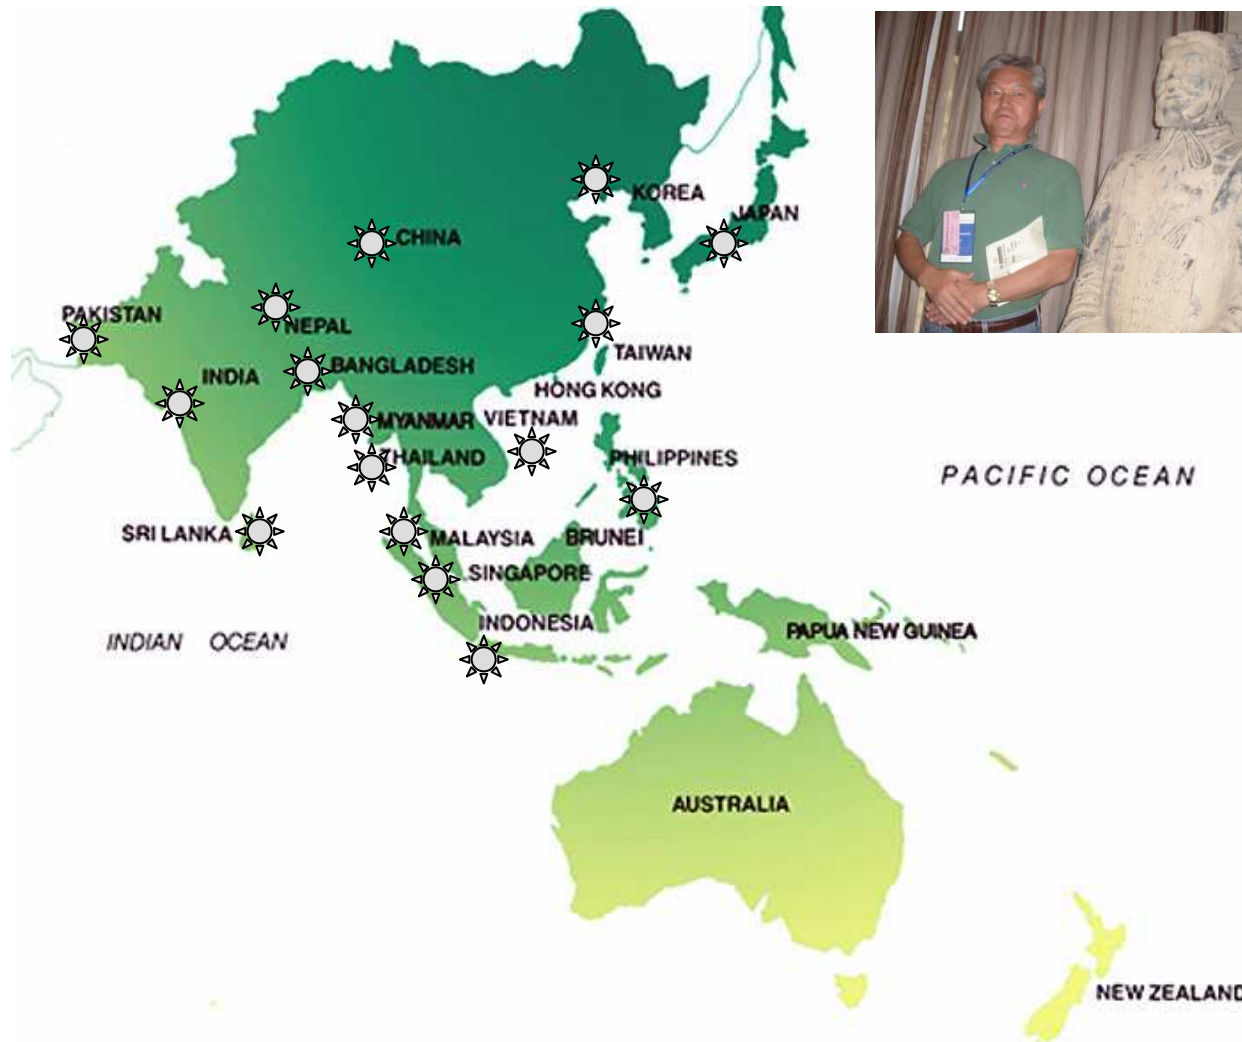 KOREA
JAPAN
CHINA
PAKISTAN
NEPAL
TAIWAN
BANGLADESH
INDIA
HONG KONG
MYANMAR
VIETNAM
THAILAND
PHILIPPINES
PACIFIC OCEAN
SRI LANKA
MALAYSIA
BRUNEI
SINGAPORE
INDONESIA
PAPUA NEW GUINEA
INDIAN OCEAN
AUSTRALIA
NEW ZEALAND